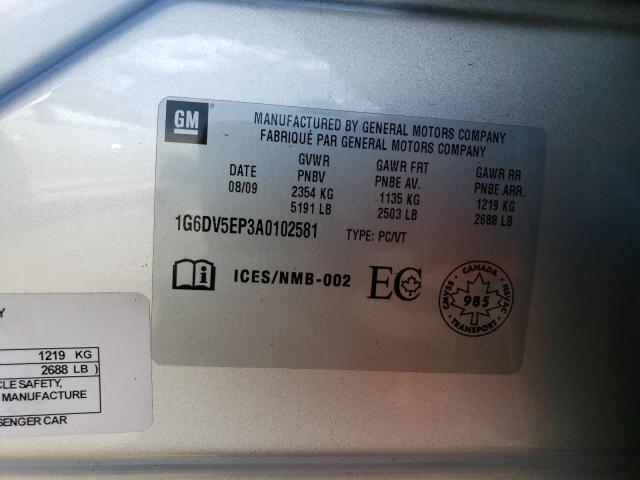 GM
MANUFACTURED BY GENERAL MOTORS COMPANY
FABRIQUÉ PAR GENERAL MOTORS COMPANY
DATE GVWR GAWR FRT GAWR RR
PNBV PNBE AV. PNBE ARR.
08/09 2354 KG 1135 KG 1219 KG
5191 LB 2503 LB 2688 LB
1G6DV5EP3A0102581 TYPE: PC/VT
i ICES/NMB-002 EC
CANADA
CMVSS NSVAC
985
TRANSPORT
Y
1219 KG
2688 LB )
CLE SAFETY,
MANUFACTURE
SENGER CAR